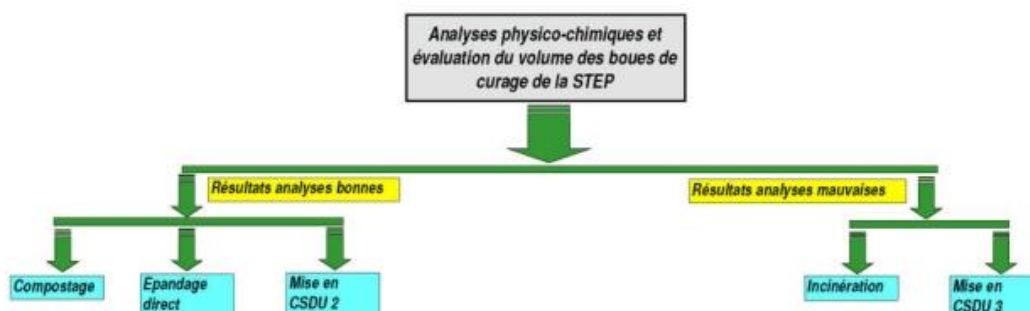 Analyses physico-chimiques et
évaluation du volume des boues de
curage de la STEP
Résultats analyses bonnes
Résultats analyses mauvaises
Compostage
Epandage
direct
Mise en
CSDU 2
Incinération
Mise en
CSDU 3